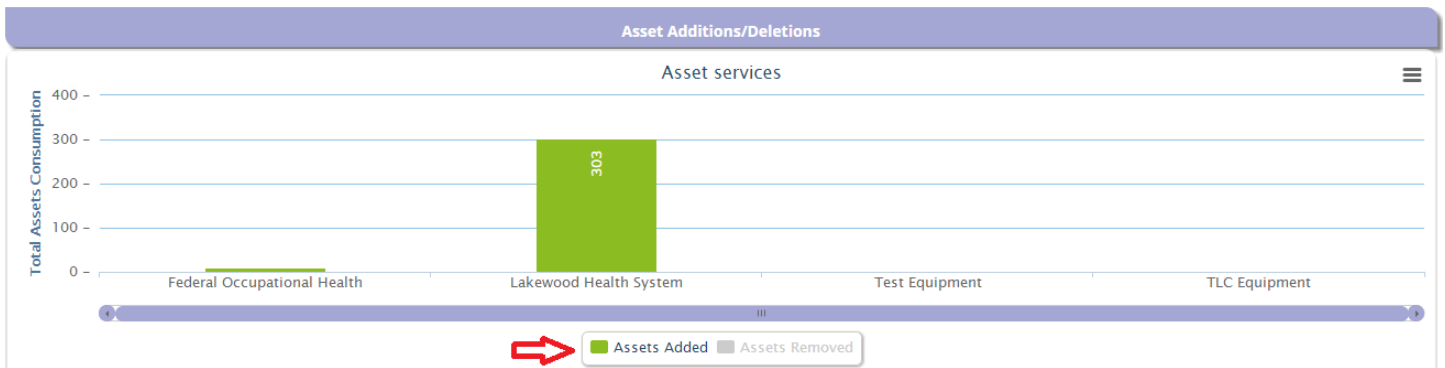 Asset Additions/Deletions
Asset services
Total Assets Consumption
400
300
200
100
0
303
Federal Occupational Health Lakewood Health System Test Equipment TLC Equipment
Assets Added Assets Removed